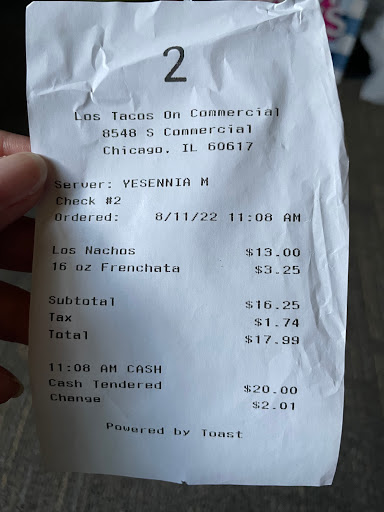 2
Los Tacos On Commercial
8548 S Commercial
Chicago, IL 60617
Server: YESENNIA M
Check #2
Ordered: 8/11/22 11:08 AM
Los Nachos $13.00
16 oz Frenchata $3.25
Subtotal $16.25
Tax $1.74
Total $17.99
11:08 AM CASH
Cash Tendered $20.00
Change $2.01
Powered by Toast